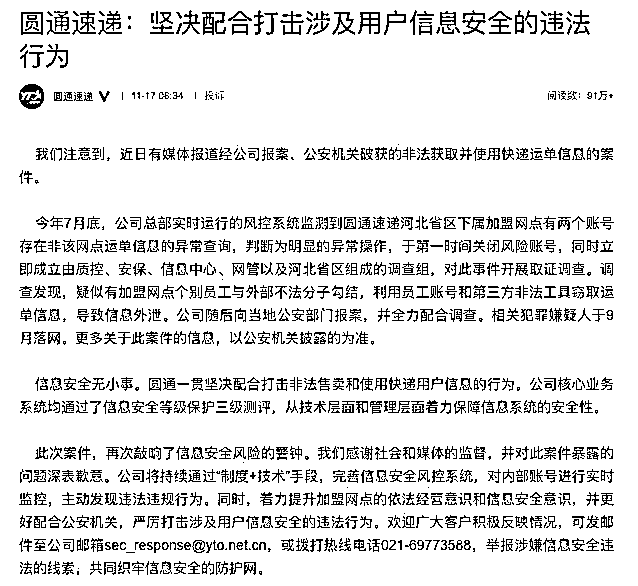 圆通速递：坚决配合打击涉及用户信息安全的违法
行为
圆通速递 V | 11-17 08:34 | 投诉 阅读数：91万+
我们注意到，近日有媒体报道经公司报案、公安机关破获的非法获取并使用快递运单信息的案
件。
今年7月底，公司总部实时运行的风控系统监测到圆通速递河北省区下属加盟网点有两个账号
存在非该网点运单信息的异常查询，判断为明显的异常操作，于第一时间关闭风险账号，同时立
即成立由质控、安保、信息中心、网管以及河北省区组成的调查组，对此事件开展取证调查。调
查发现，疑似有加盟网点个别员工与外部不法分子勾结，利用员工账号和第三方非法工具窃取运
单信息，导致信息外泄。公司随后向当地公安部门报案，并全力配合调查。相关犯罪嫌疑人于9
月落网。更多关于此案件的信息，以公安机关披露的为准。
信息安全无小事。圆通一贯坚决配合打击非法售卖和使用快递用户信息的行为。公司核心业务
系统均通过了信息安全等级保护三级测评，从技术层面和管理层面着力保障信息系统的安全性。
此次案件，再次敲响了信息安全风险的警钟。我们感谢社会和媒体的监督，并对此案件暴露的
问题深表歉意。公司将持续通过“制度+技术”手段，完善信息安全风控系统，对内部账号进行实时
监控，主动发现违法违规行为。同时，着力提升加盟网点的依法经营意识和信息安全意识，并更
好配合公安机关，严厉打击涉及用户信息安全的违法行为。欢迎广大客户积极反映情况，可发邮
件至公司邮箱sec_response@yto.net.cn，或拨打热线电话021-69773588，举报涉嫌信息安全违
法的线索，共同织牢信息安全的防护网。